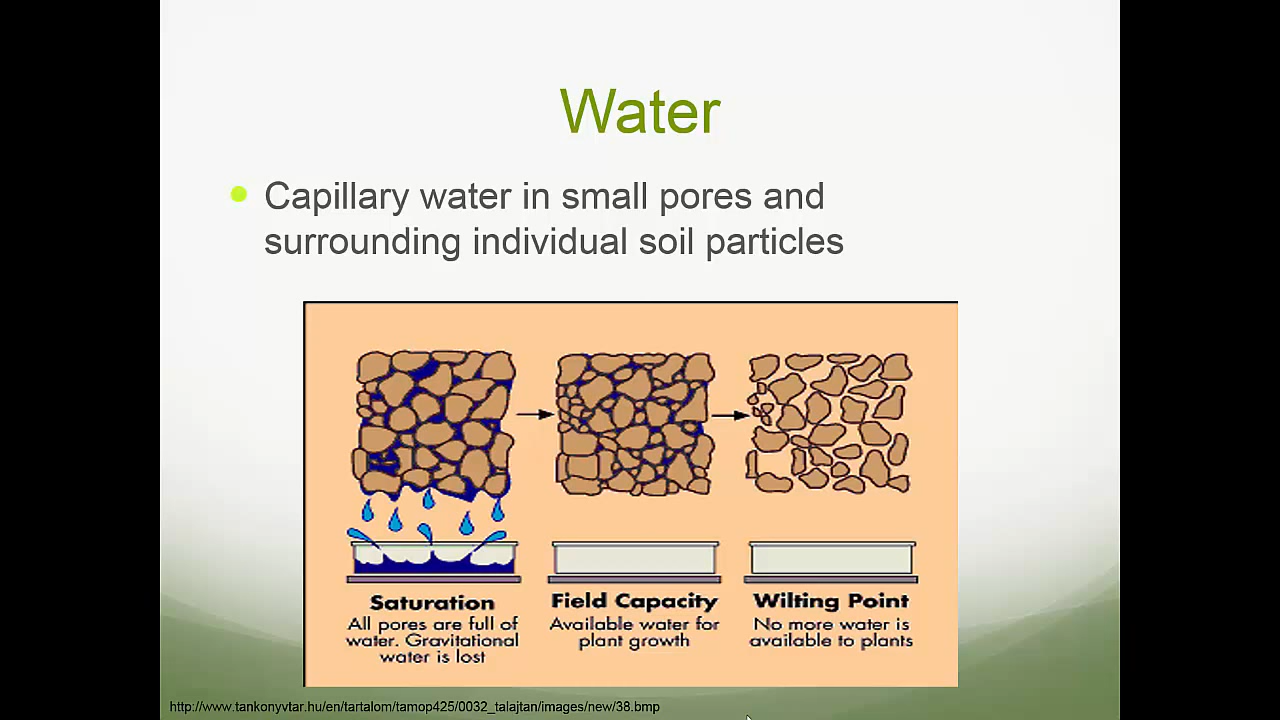 Water
Capillary water in small pores and
surrounding individual soil particles
Saturation
All pores are full of
water. Gravitational
water is lost
Field Capacity
Available water for
plant growth
Wilting Point
No more water is
available to plants
http://www.tankonyvtar.hu/en/tartalom/tamop425/0032_talajtan/images/new/38.bmp